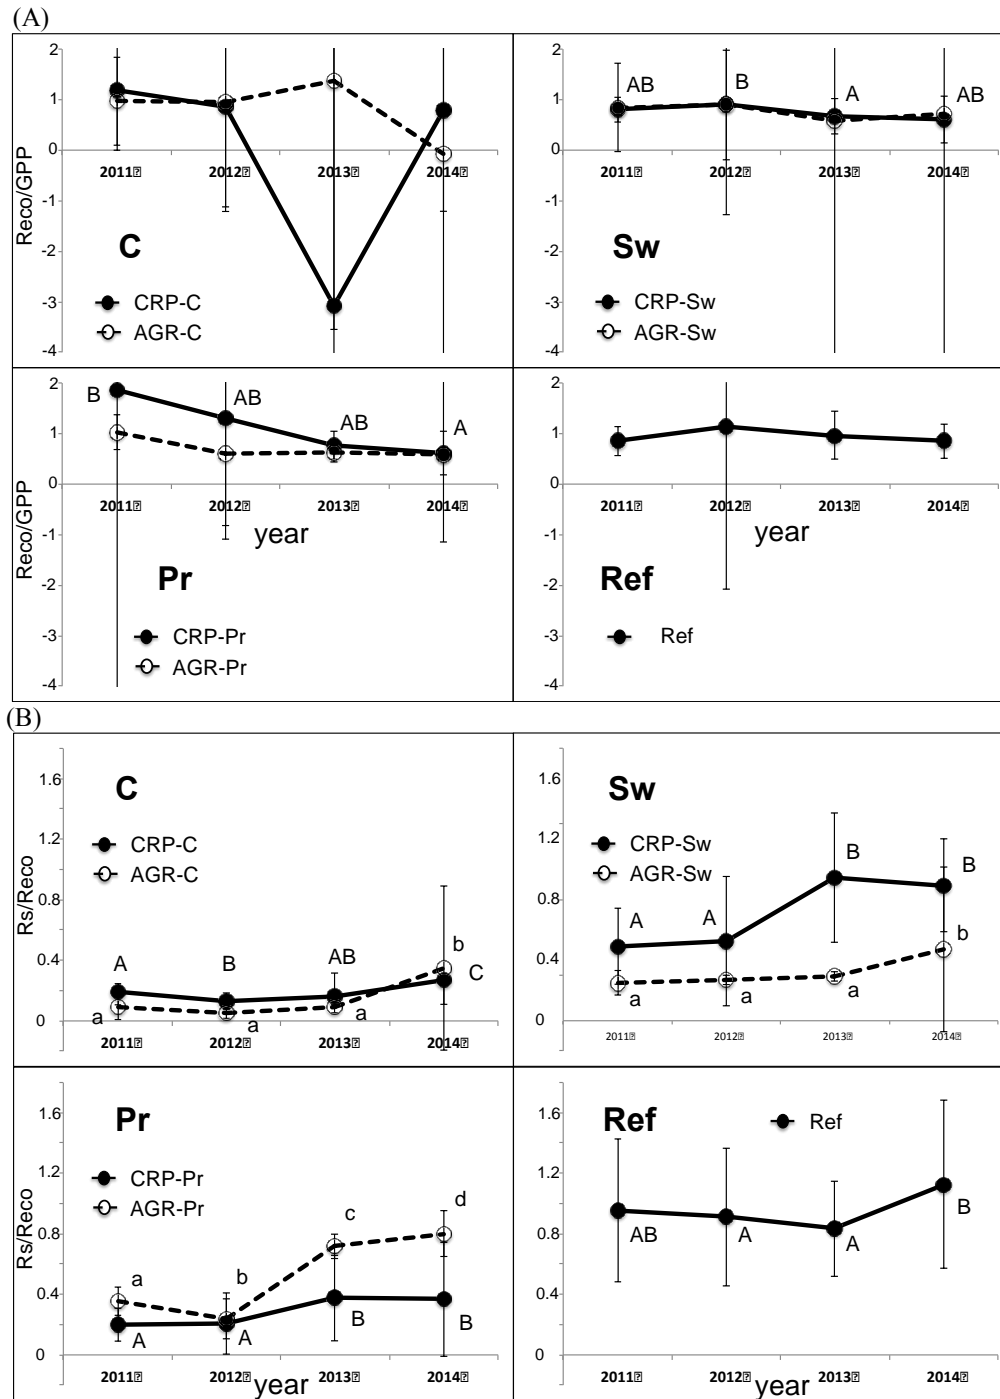 (A)
2
1
0
-1
-2
-3
-4
Reco/GPP
2011 2012 2013 2014
C
CRP-C
AGR-C
2
1
0
-1
-2
-3
-4
AB B A AB
2011 2012 2013 2014
Sw
CRP-Sw
AGR-Sw
2
1
0
-1
-2
-3
-4
Reco/GPP
B AB AB A
2011 2012 2013 2014
year
Pr
CRP-Pr
AGR-Pr
2
1
0
-1
-2
-3
-4
2011 2012 2013 2014
year
Ref
Ref
(B)
1.6
1.2
0.8
0.4
0
Rs/Reco
C
CRP-C
AGR-C
A B AB C
a a a b
2011 2012 2013 2014
1.6
1.2
0.8
0.4
0
Sw
CRP-Sw
AGR-Sw
A A B B
a a a b
2011 2012 2013 2014
1.6
1.2
0.8
0.4
0
Rs/Reco
Pr
CRP-Pr
AGR-Pr
a b c d
A A B B
2011 2012 2013 2014
year
1.6
1.2
0.8
0.4
0
Ref
Ref
AB A A B
2011 2012 2013 2014
year